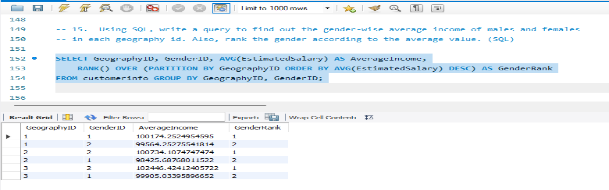 Limit to 1000 rows
148
149 -- 15. Using SQL, write a query to find out the gender-wise average income of males and females
150 -- in each geography id. Also, rank the gender according to the average value. (SQL)
151
152 SELECT GeographyID, GenderID, AVG(EstimatedSalary) AS AverageIncome,
153 RANK() OVER (PARTITION BY GeographyID ORDER BY AVG(EstimatedSalary) DESC) AS GenderRank
154 FROM customerinfo GROUP BY GeographyID, GenderID;
155
156
Result Grid Filter Rows: Export: Wrap Cell Content:
GeographyID GenderID AverageIncome GenderRank
1 1 100174.2524954595 1
1 2 99564.25275541814 2
2 2 100734.1074747474 1
2 1 98425.68768011522 2
3 2 102446.42412405722 1
3 1 99905.03395896652 2